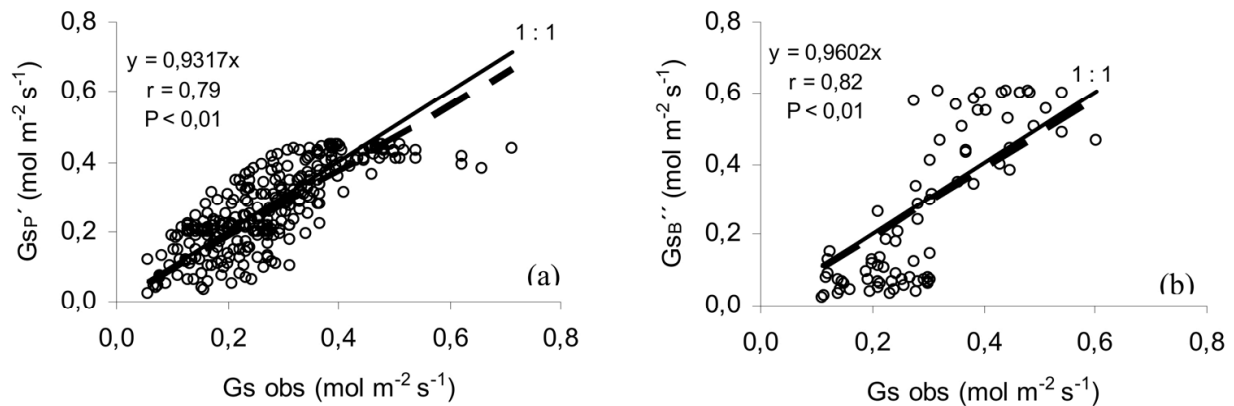 0,8
0,6
0,4
0,2
0,0
GsP´ (mol m⁻² s⁻¹)
y = 0,9317x
r = 0,79
P < 0,01
1 : 1
(a)
0,0 0,2 0,4 0,6 0,8
Gs obs (mol m⁻² s⁻¹)
0,8
0,6
0,4
0,2
0,0
GsB´´ (mol m⁻² s⁻¹)
y = 0,9602x
r = 0,82
P < 0,01
1 : 1
(b)
0,0 0,2 0,4 0,6 0,8
Gs obs (mol m⁻² s⁻¹)